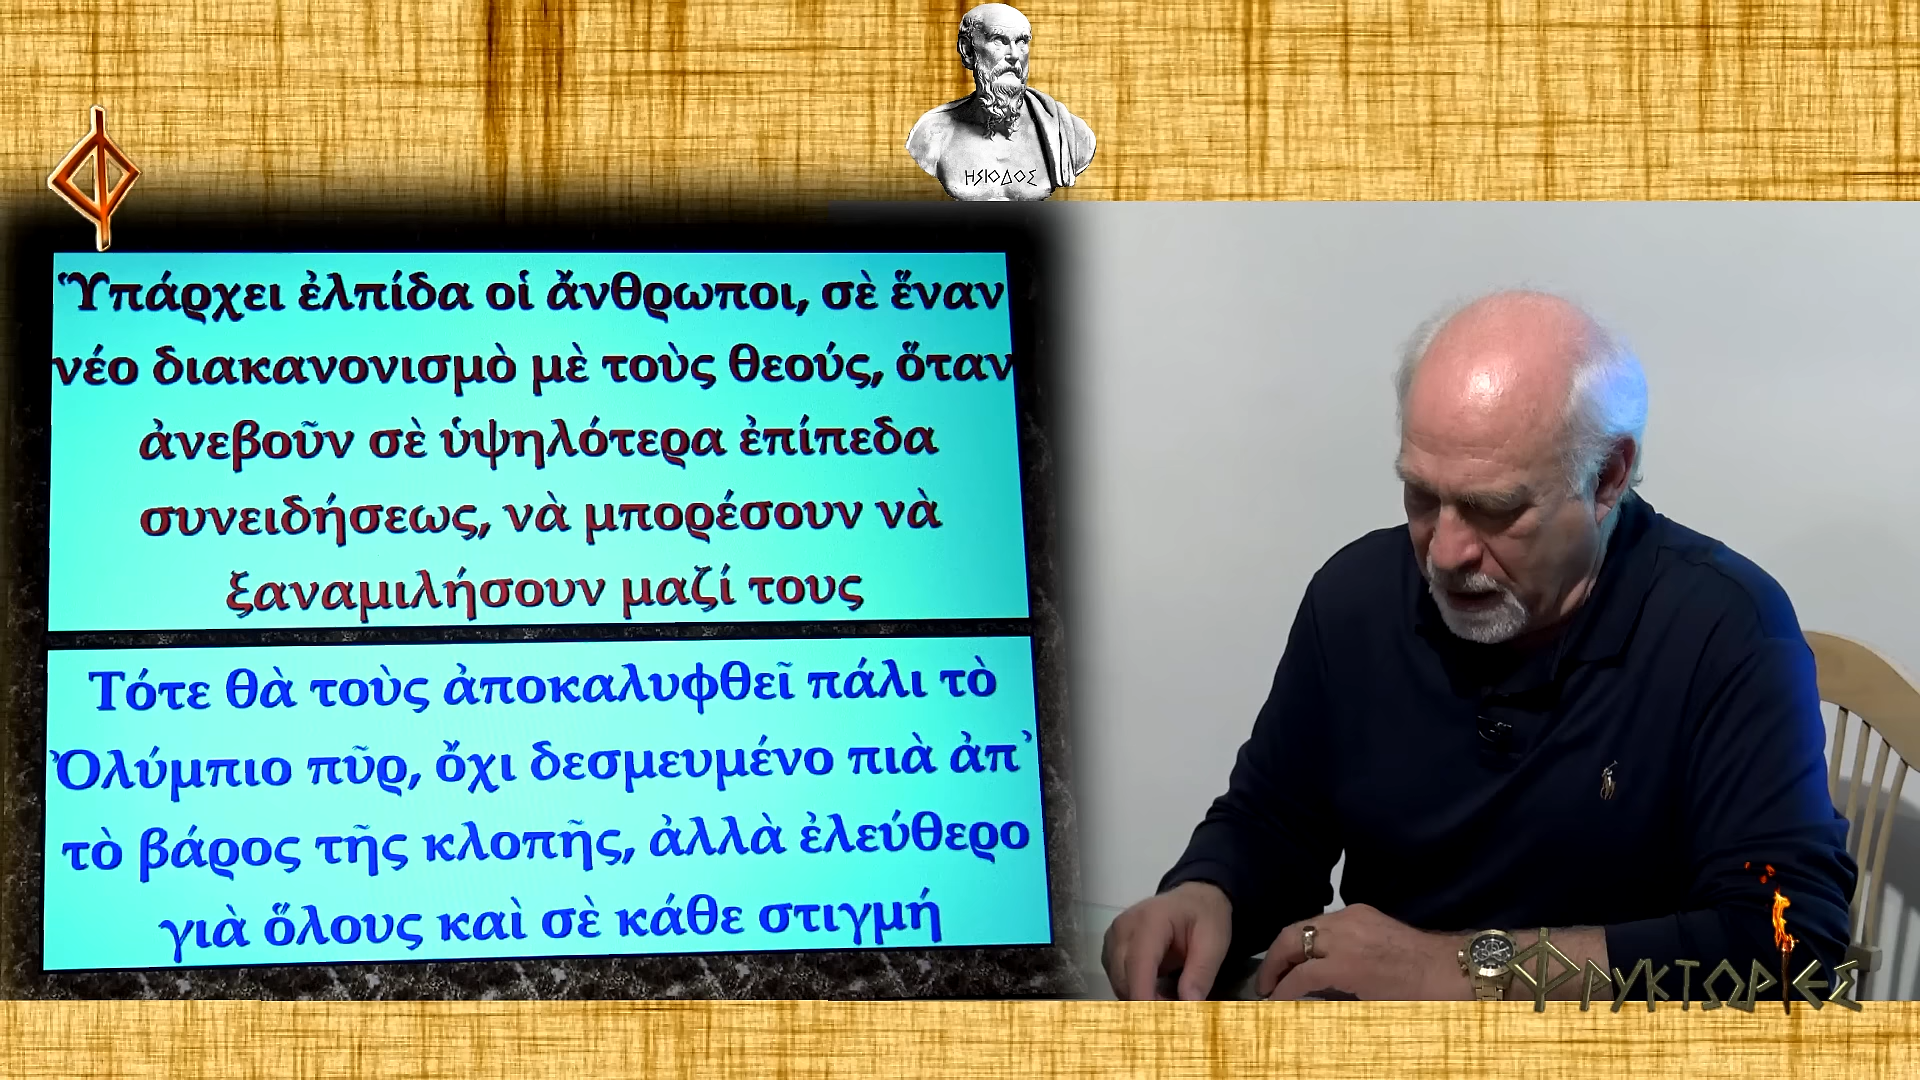 ΗΣΙΟΔΟΣ
Ὑπάρχει ἐλπίδα οἱ ἄνθρωποι, σὲ ἕναν
νέο διακανονισμὸ μὲ τοὺς θεούς, ὅταν
ἀνεβοῦν σὲ ὑψηλότερα ἐπίπεδα
συνειδήσεως, νὰ μπορέσουν νὰ
ξαναμιλήσουν μαζί τους
Τότε θὰ τοὺς ἀποκαλυφθεῖ πάλι τὸ
Ὀλύμπιο πῦρ, ὄχι δεσμευμένο πιὰ ἀπ᾿
τὸ βάρος τῆς κλοπῆς, ἀλλὰ ἐλεύθερο
γιὰ ὅλους καὶ σὲ κάθε στιγμή
ΦΡΥΚΤΩΡΙΕΣ